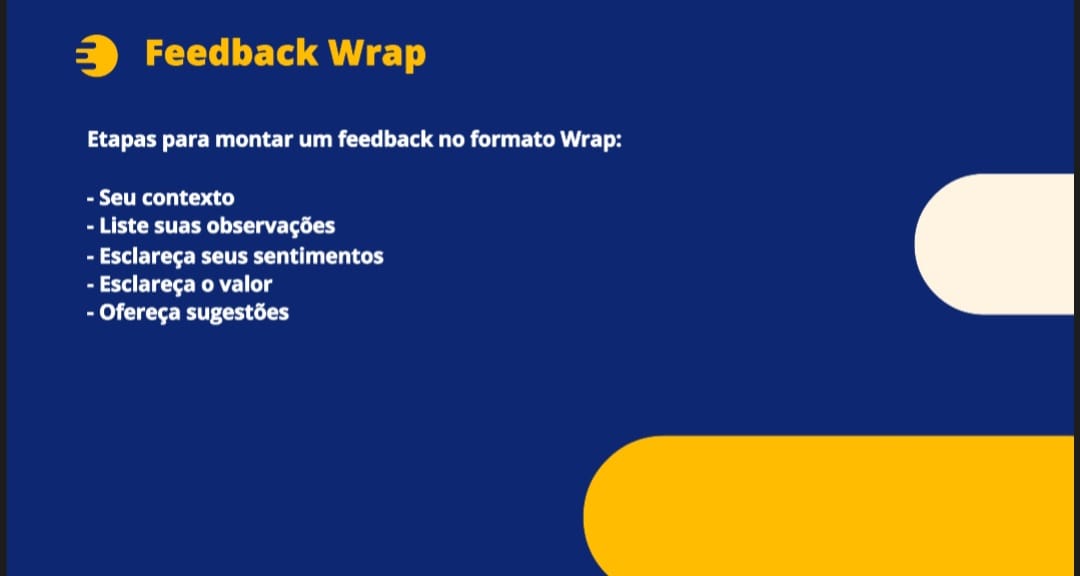 Feedback Wrap
Etapas para montar um feedback no formato Wrap:
- Seu contexto
- Liste suas observações
- Esclareça seus sentimentos
- Esclareça o valor
- Ofereça sugestões